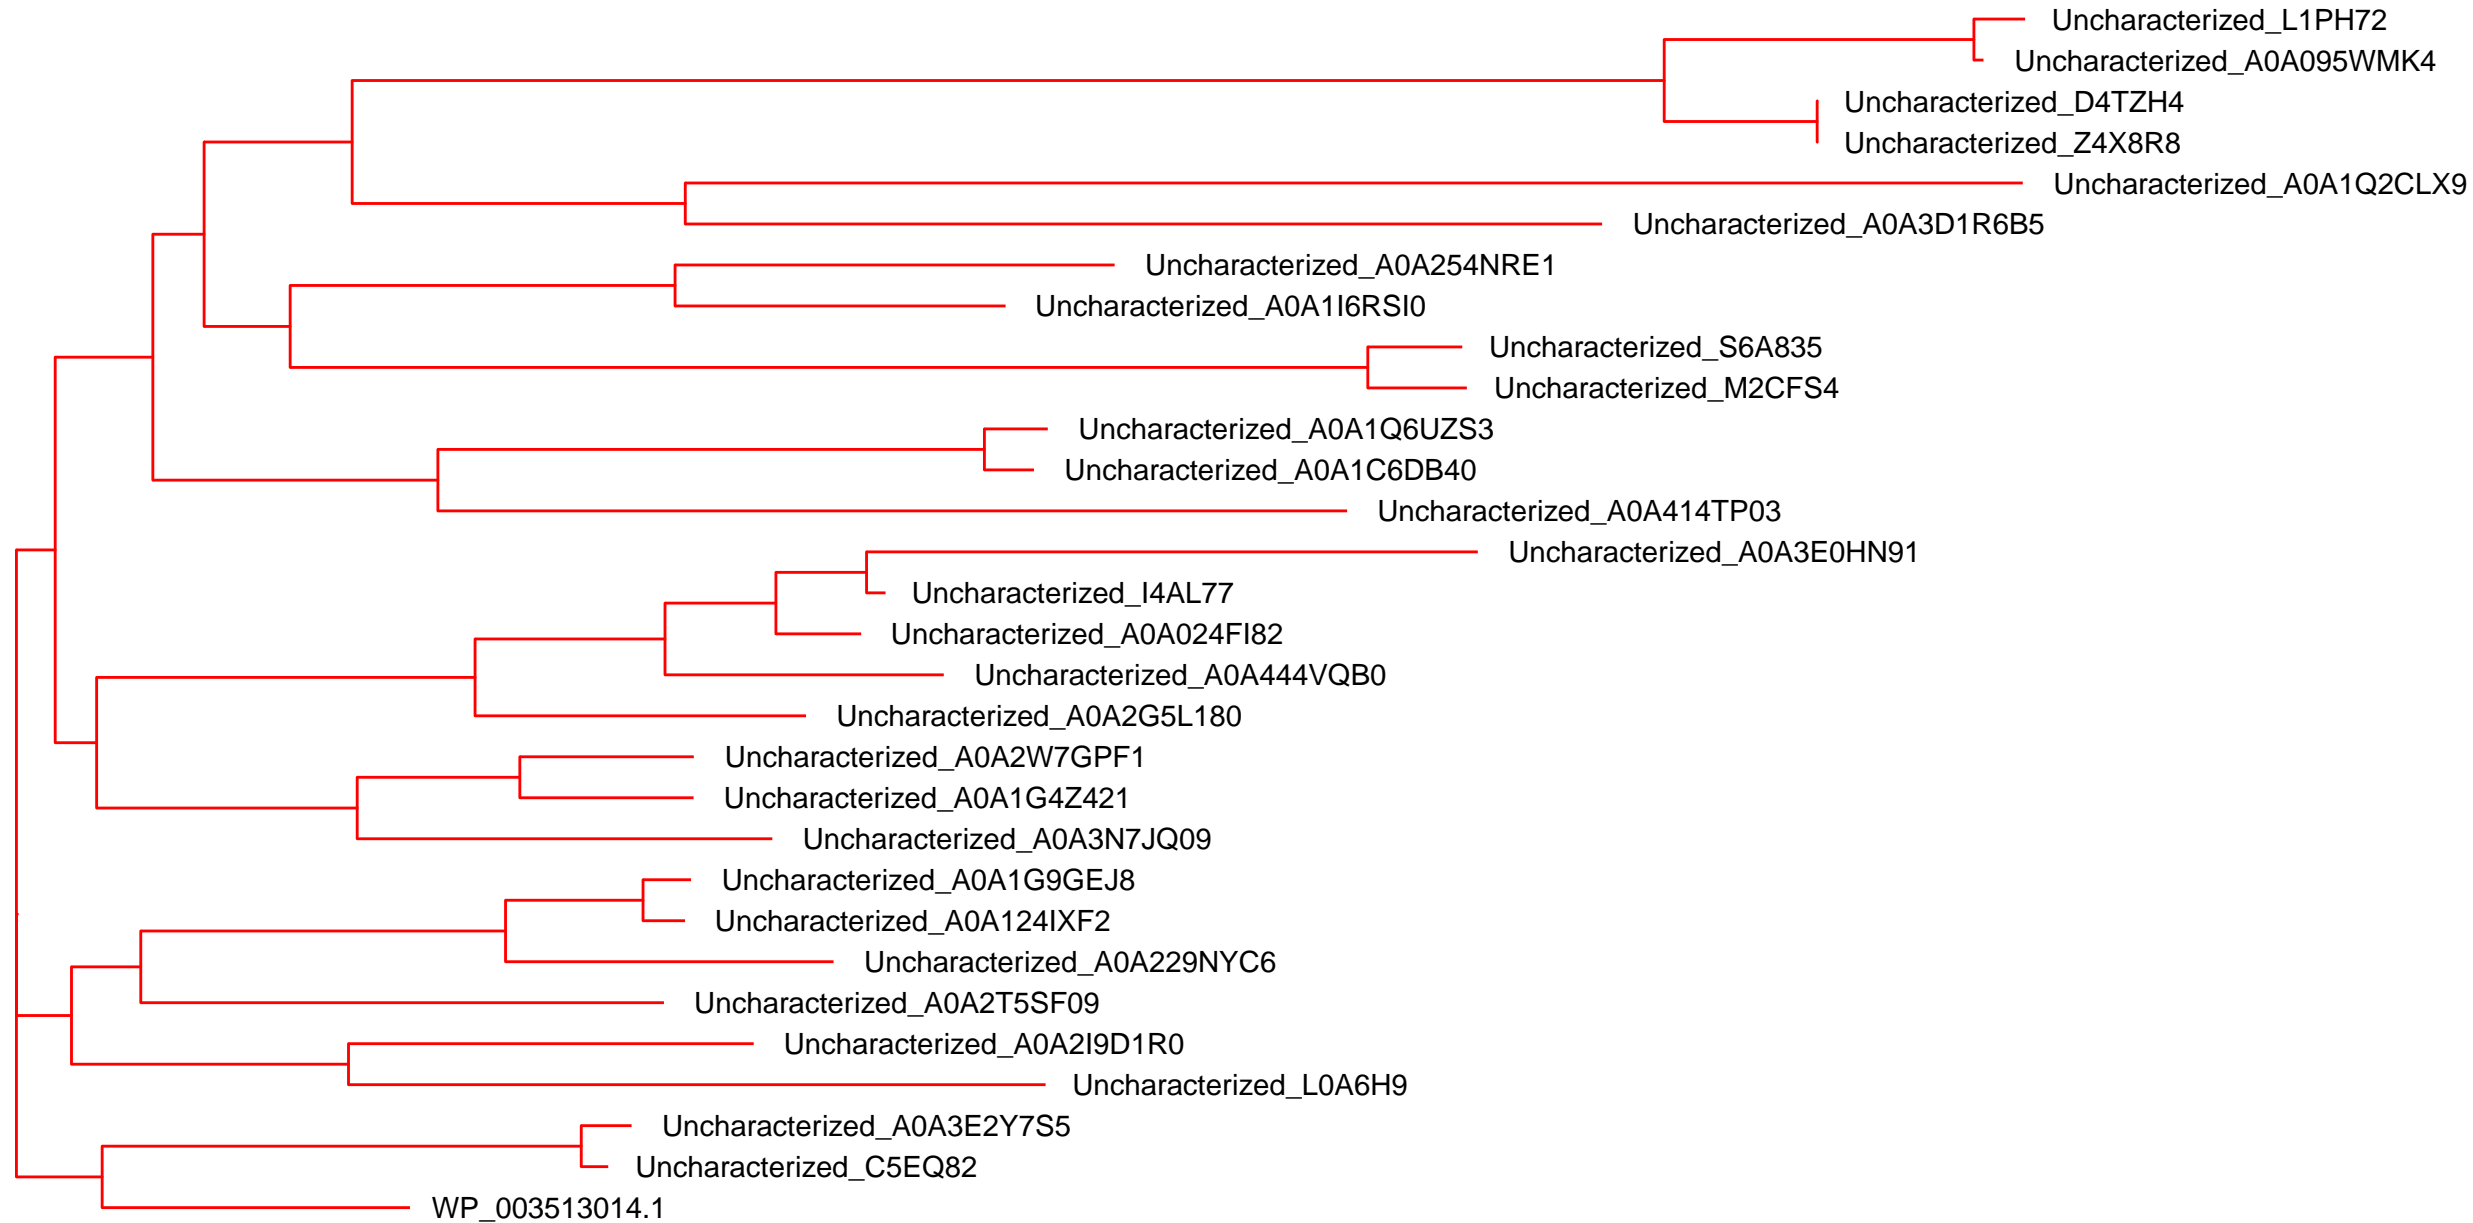 Uncharacterized_L1PH72
Uncharacterized_A0A095WMK4
Uncharacterized_D4TZH4
Uncharacterized_Z4X8R8
Uncharacterized_A0A1Q2CLX9
Uncharacterized_A0A3D1R6B5
Uncharacterized_A0A254NRE1
Uncharacterized_A0A1I6RSI0
Uncharacterized_S6A835
Uncharacterized_M2CFS4
Uncharacterized_A0A1Q6UZS3
Uncharacterized_A0A1C6DB40
Uncharacterized_A0A414TP03
Uncharacterized_A0A3E0HN91
Uncharacterized_I4AL77
Uncharacterized_A0A024FI82
Uncharacterized_A0A444VQB0
Uncharacterized_A0A2G5L180
Uncharacterized_A0A2W7GPF1
Uncharacterized_A0A1G4Z421
Uncharacterized_A0A3N7JQ09
Uncharacterized_A0A1G9GEJ8
Uncharacterized_A0A124IXF2
Uncharacterized_A0A229NYC6
Uncharacterized_A0A2T5SF09
Uncharacterized_A0A2I9D1R0
Uncharacterized_L0A6H9
Uncharacterized_A0A3E2Y7S5
Uncharacterized_C5EQ82
WP_003513014.1